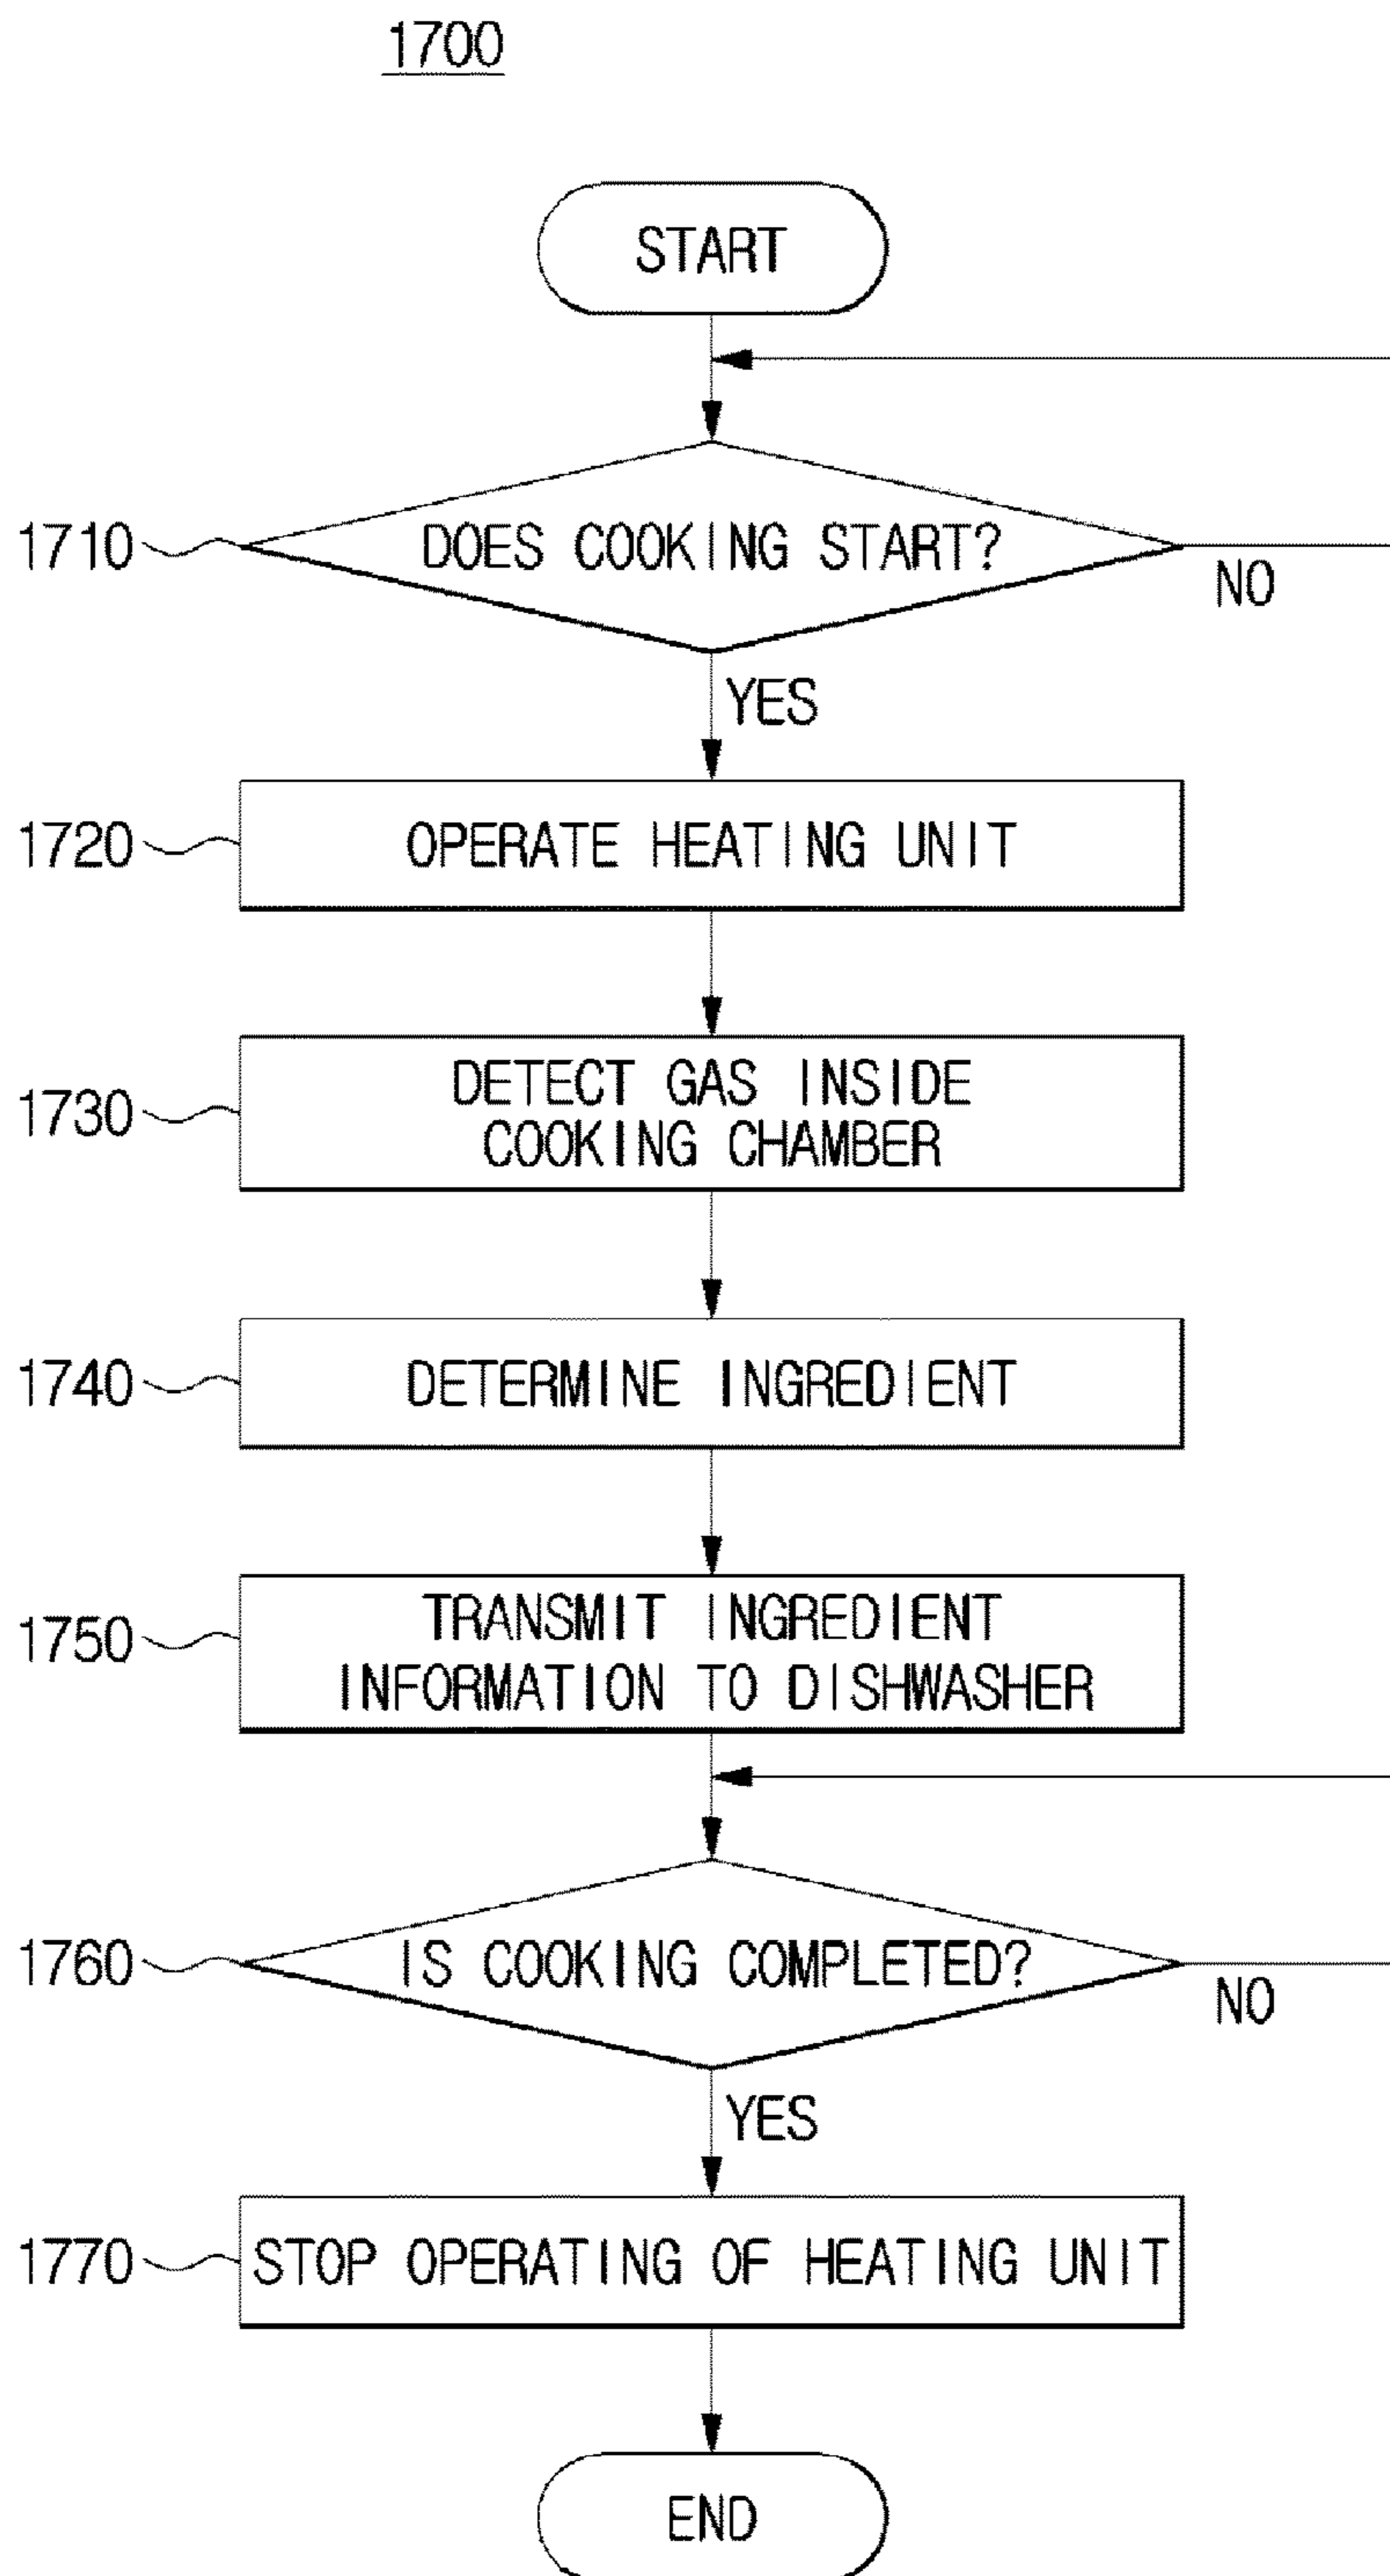 1700
START
1710
DOES COOKING START?
NO
YES
1720
OPERATE HEATING UNIT
1730
DETECT GAS INSIDE
COOKING CHAMBER
1740
DETERMINE INGREDIENT
1750
TRANSMIT INGREDIENT
INFORMATION TO DISHWASHER
1760
IS COOKING COMPLETED?
NO
YES
1770
STOP OPERATING OF HEATING UNIT
END